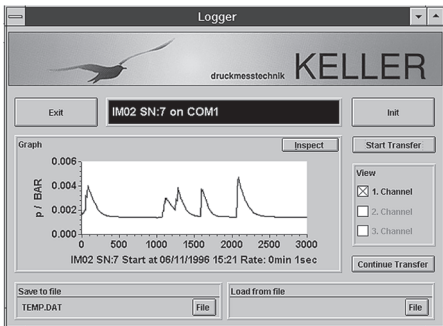 Logger
druckmesstechnik KELLER
Exit
IM02 SN:7 on COM1
Init
Graph
Inspect
Start Transfer
p / BAR
0.006
0.004
0.002
0.000
0 500 1000 1500 2000 2500 3000
IM02 SN:7 Start at 06/11/1996 15:21 Rate: 0min 1sec
View
1. Channel
2. Channel
3. Channel
Continue Transfer
Save to file
TEMP.DAT
File
Load from file
File